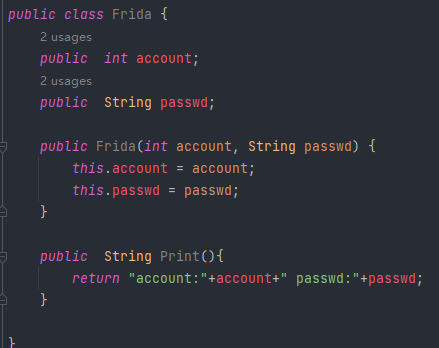 public class Frida {
2 usages
public  int account;
2 usages
public  String passwd;
public Frida(int account, String passwd) {
this.account = account;
this.passwd = passwd;
}
public  String Print(){
return "account:"+account+" passwd:"+passwd;
}
}